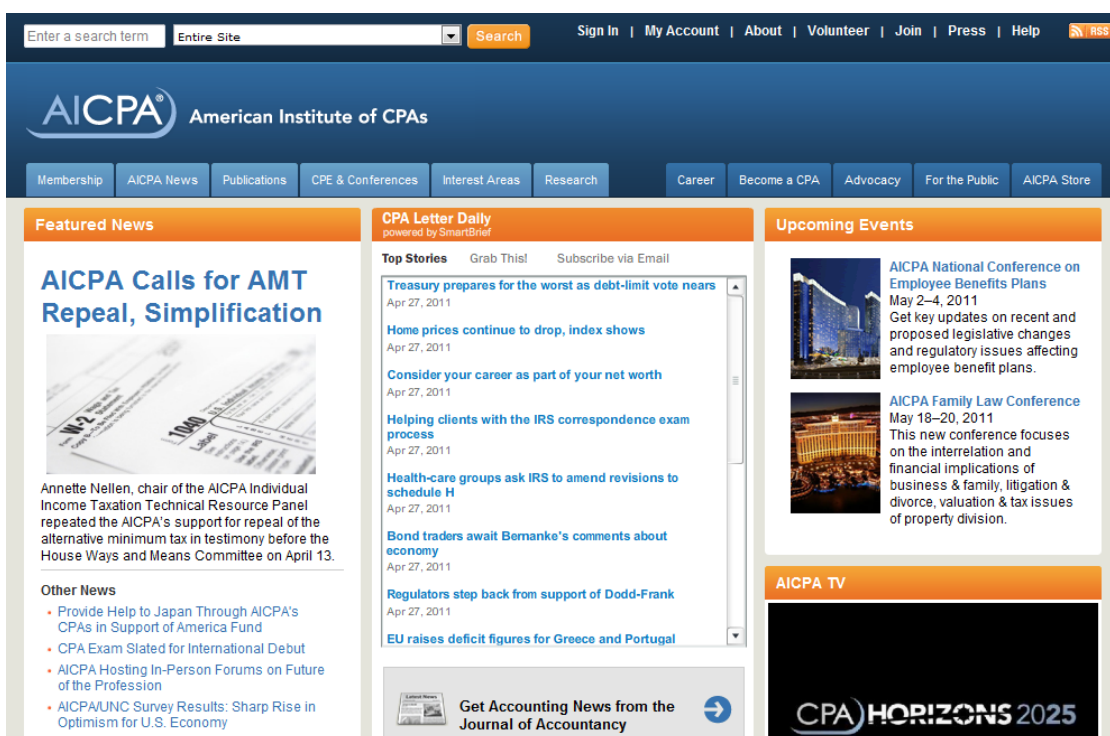 Enter a search term
Entire Site
Search
Sign In | My Account | About | Volunteer | Join | Press | Help
RSS
AICPA®
American Institute of CPAs
Membership
AICPA News
Publications
CPE & Conferences
Interest Areas
Research
Career
Become a CPA
Advocacy
For the Public
AICPA Store
Featured News
AICPA Calls for AMT
Repeal, Simplification
W-2
1040
Label
Annette Nellen, chair of the AICPA Individual
Income Taxation Technical Resource Panel
repeated the AICPA's support for repeal of the
alternative minimum tax in testimony before the
House Ways and Means Committee on April 13.
Other News
• Provide Help to Japan Through AICPA's
CPAs in Support of America Fund
• CPA Exam Slated for International Debut
• AICPA Hosting In-Person Forums on Future
of the Profession
• AICPA/UNC Survey Results: Sharp Rise in
Optimism for U.S. Economy
CPA Letter Daily
powered by SmartBrief
Top Stories
Grab This!
Subscribe via Email
Treasury prepares for the worst as debt-limit vote nears
Apr 27, 2011
Home prices continue to drop, index shows
Apr 27, 2011
Consider your career as part of your net worth
Apr 27, 2011
Helping clients with the IRS correspondence exam
process
Apr 27, 2011
Health-care groups ask IRS to amend revisions to
schedule H
Apr 27, 2011
Bond traders await Bernanke's comments about
economy
Apr 27, 2011
Regulators step back from support of Dodd-Frank
Apr 27, 2011
EU raises deficit figures for Greece and Portugal
Latest News
Get Accounting News from the
Journal of Accountancy
Upcoming Events
AICPA National Conference on
Employee Benefits Plans
May 2–4, 2011
Get key updates on recent and
proposed legislative changes
and regulatory issues affecting
employee benefit plans.
AICPA Family Law Conference
May 18–20, 2011
This new conference focuses
on the interrelation and
financial implications of
business & family, litigation &
divorce, valuation & tax issues
of property division.
AICPA TV
CPA HORIZONS 2025